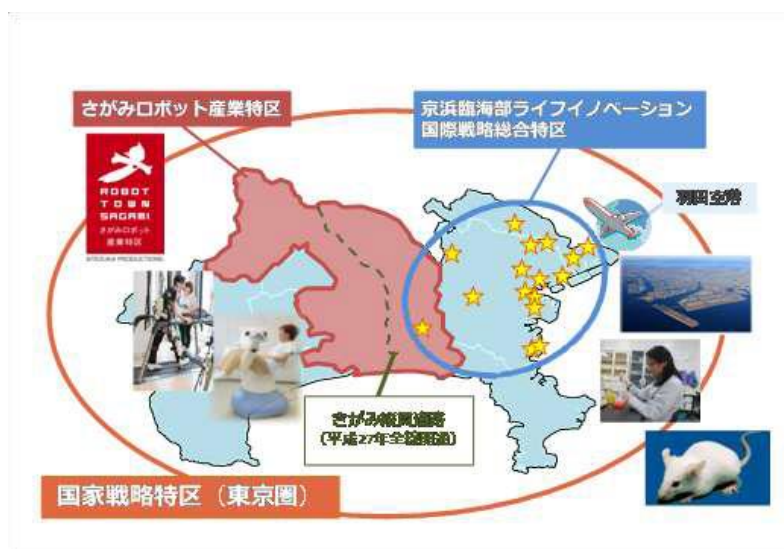 さがみロボット産業特区
京浜臨海部ライフイノベーション
国際戦略総合特区
ROBOT
TOWN
SAGAMI
さがみロボット
産業特区
羽田空港
さがみ縦貫道路
（平成27年全線開通）
国家戦略特区（東京圏）